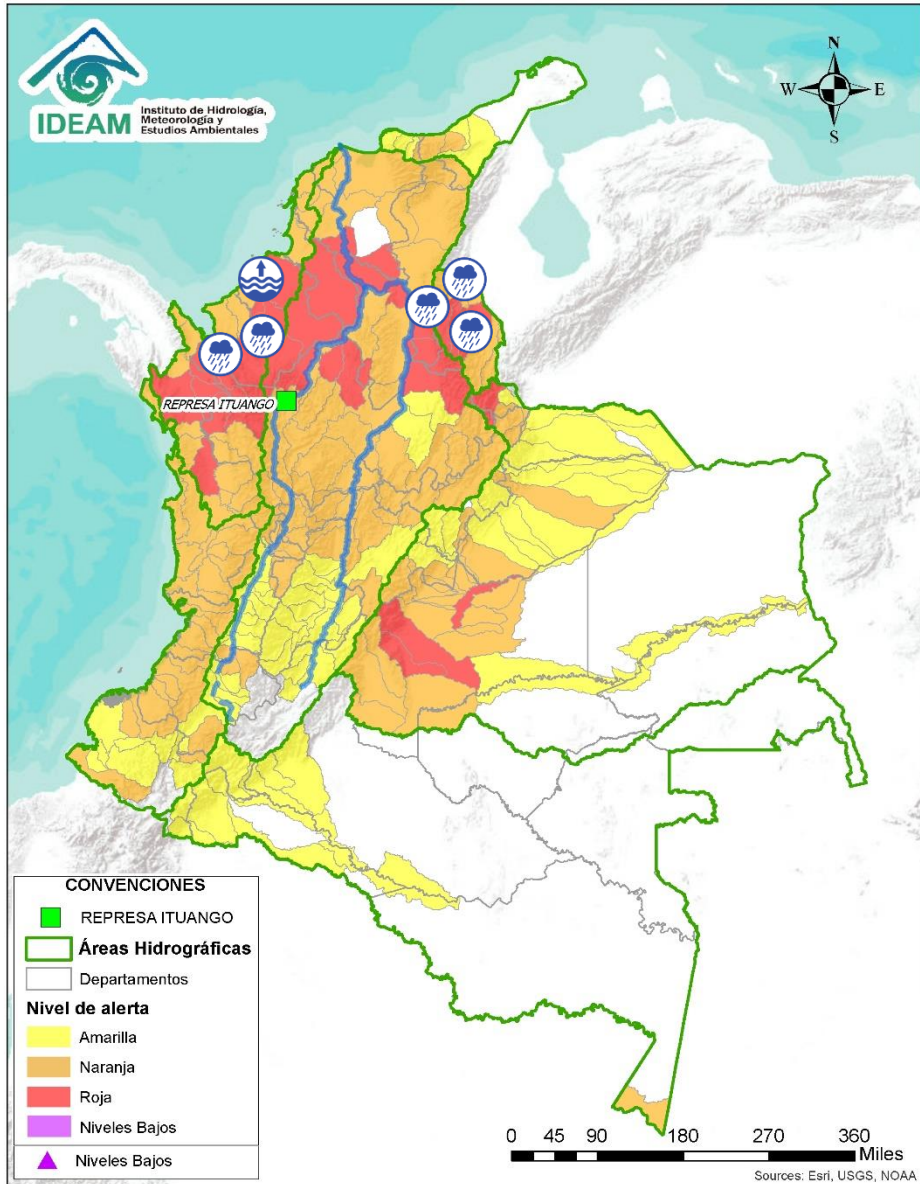 IDEAM
Instituto de Hidrología,
Meteorología y
Estudios Ambientales
N
W
E
S
REPRESA ITUANGO
CONVENCIONES
REPRESA ITUANGO
Áreas Hidrográficas
Departamentos
Nivel de alerta
Amarilla
Naranja
Roja
Niveles Bajos
Niveles Bajos
0 45 90 180 270 360
Miles
Sources: Esri, USGS, NOAA